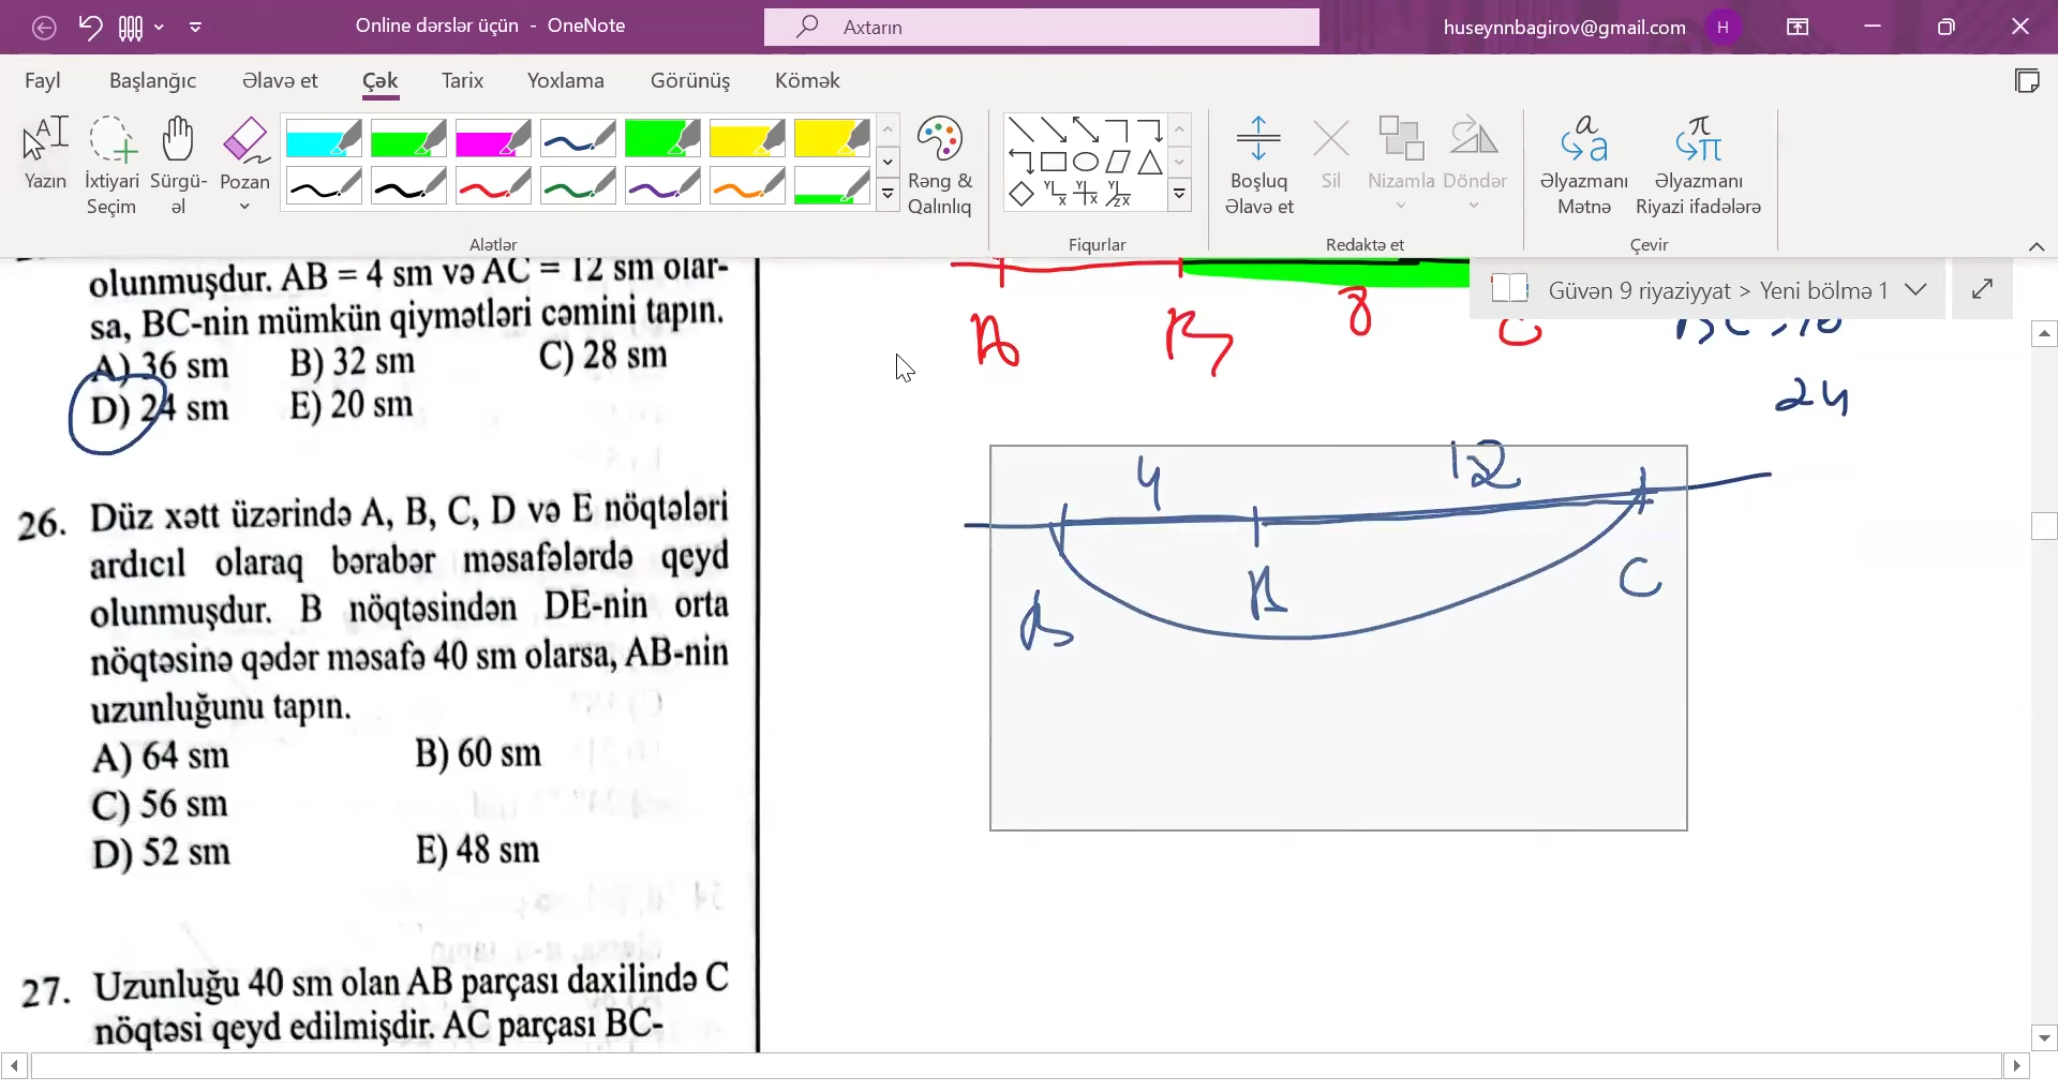 Online dərslər üçün - OneNote
Axtarın
huseynnbagirov@gmail.com
H
Fayl Başlanğıc Əlavə et Çək Tarix Yoxlama Görünüş Kömək
Yazın
İxtiyari Seçim
Sürgü-əl
Pozan
Rəng & Qalınlıq
Boşluq Əlavə et
Sil
Nizamla
Döndər
Əlyazmanı Mətnə
Əlyazmanı Riyazi ifadələrə
Alətlər
Fiqurlar
Redaktə et
Çevir
Güvən 9 riyaziyyat > Yeni bölmə 1
olunmuşdur. AB = 4 sm və AC = 12 sm olar-
sa, BC-nin mümkün qiymətləri cəmini tapın.
A) 36 sm B) 32 sm C) 28 sm
D) 24 sm E) 20 sm
26. Düz xətt üzərində A, B, C, D və E nöqtələri
ardıcıl olaraq bərabər məsafələrdə qeyd
olunmuşdur. B nöqtəsindən DE-nin orta
nöqtəsinə qədər məsafə 40 sm olarsa, AB-nin
uzunluğunu tapın.
A) 64 sm B) 60 sm
C) 56 sm
D) 52 sm E) 48 sm
27. Uzunluğu 40 sm olan AB parçası daxilində C
nöqtəsi qeyd edilmişdir. AC parçası BC-
A B 8 C
24
4 12
A B C